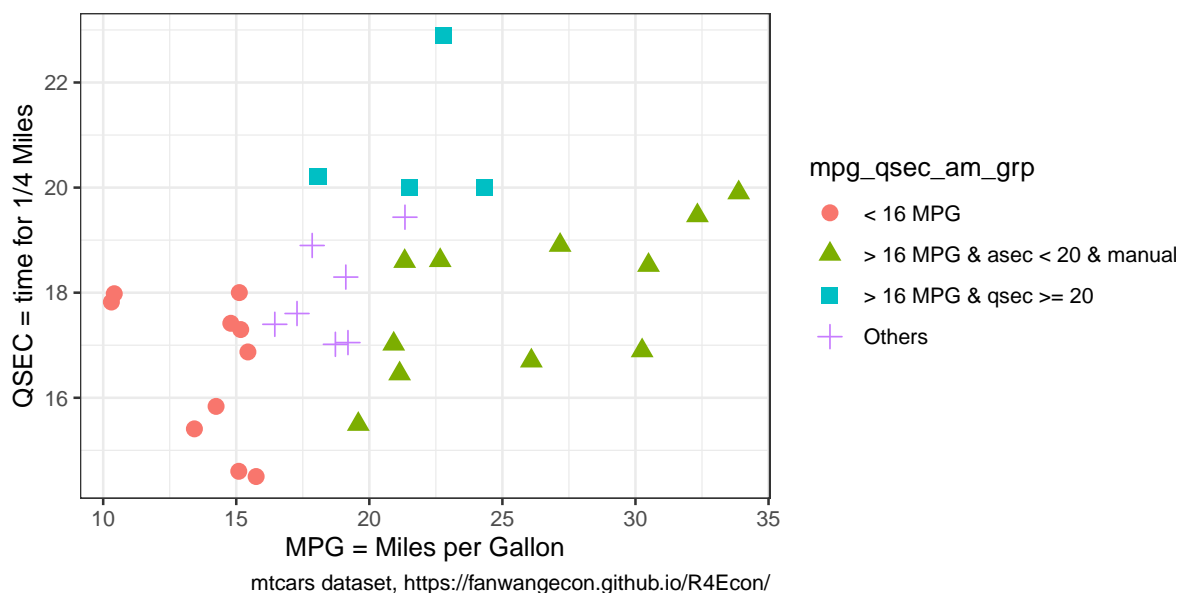 QSEC = time for 1/4 Miles
22
20
18
16
10
15
20
25
30
35
MPG = Miles per Gallon
mtcars dataset, https://fanwangecon.github.io/R4Econ/
mpg_qsec_am_grp
< 16 MPG
> 16 MPG & asec < 20 & manual
> 16 MPG & qsec >= 20
Others